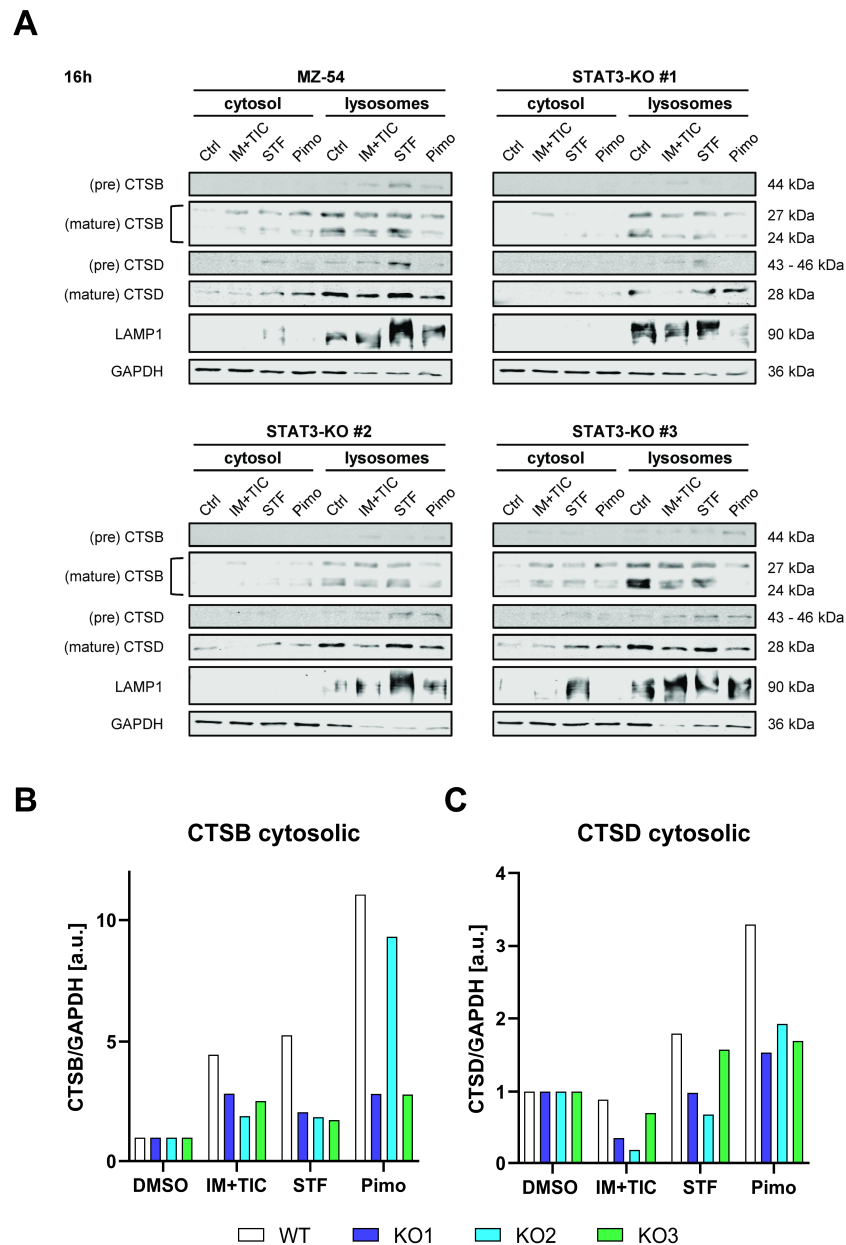 A
16h
MZ-54
STAT3-KO #1
cytosol lysosomes cytosol lysosomes
Ctrl IM+TIC STF Pimo Ctrl IM+TIC STF Pimo Ctrl IM+TIC STF Pimo Ctrl IM+TIC STF Pimo
(pre) CTSB 44 kDa
(mature) CTSB 27 kDa
24 kDa
(pre) CTSD 43 - 46 kDa
(mature) CTSD 28 kDa
LAMP1 90 kDa
GAPDH 36 kDa
STAT3-KO #2 STAT3-KO #3
cytosol lysosomes cytosol lysosomes
Ctrl IM+TIC STF Pimo Ctrl IM+TIC STF Pimo Ctrl IM+TIC STF Pimo Ctrl IM+TIC STF Pimo
(pre) CTSB 44 kDa
(mature) CTSB 27 kDa
24 kDa
(pre) CTSD 43 - 46 kDa
(mature) CTSD 28 kDa
LAMP1 90 kDa
GAPDH 36 kDa
B
CTSB cytosolic
CTSB/GAPDH [a.u.]
10
5
0
DMSO IM+TIC STF Pimo
C
CTSD cytosolic
CTSD/GAPDH [a.u.]
4
3
2
1
0
DMSO IM+TIC STF Pimo
WT KO1 KO2 KO3